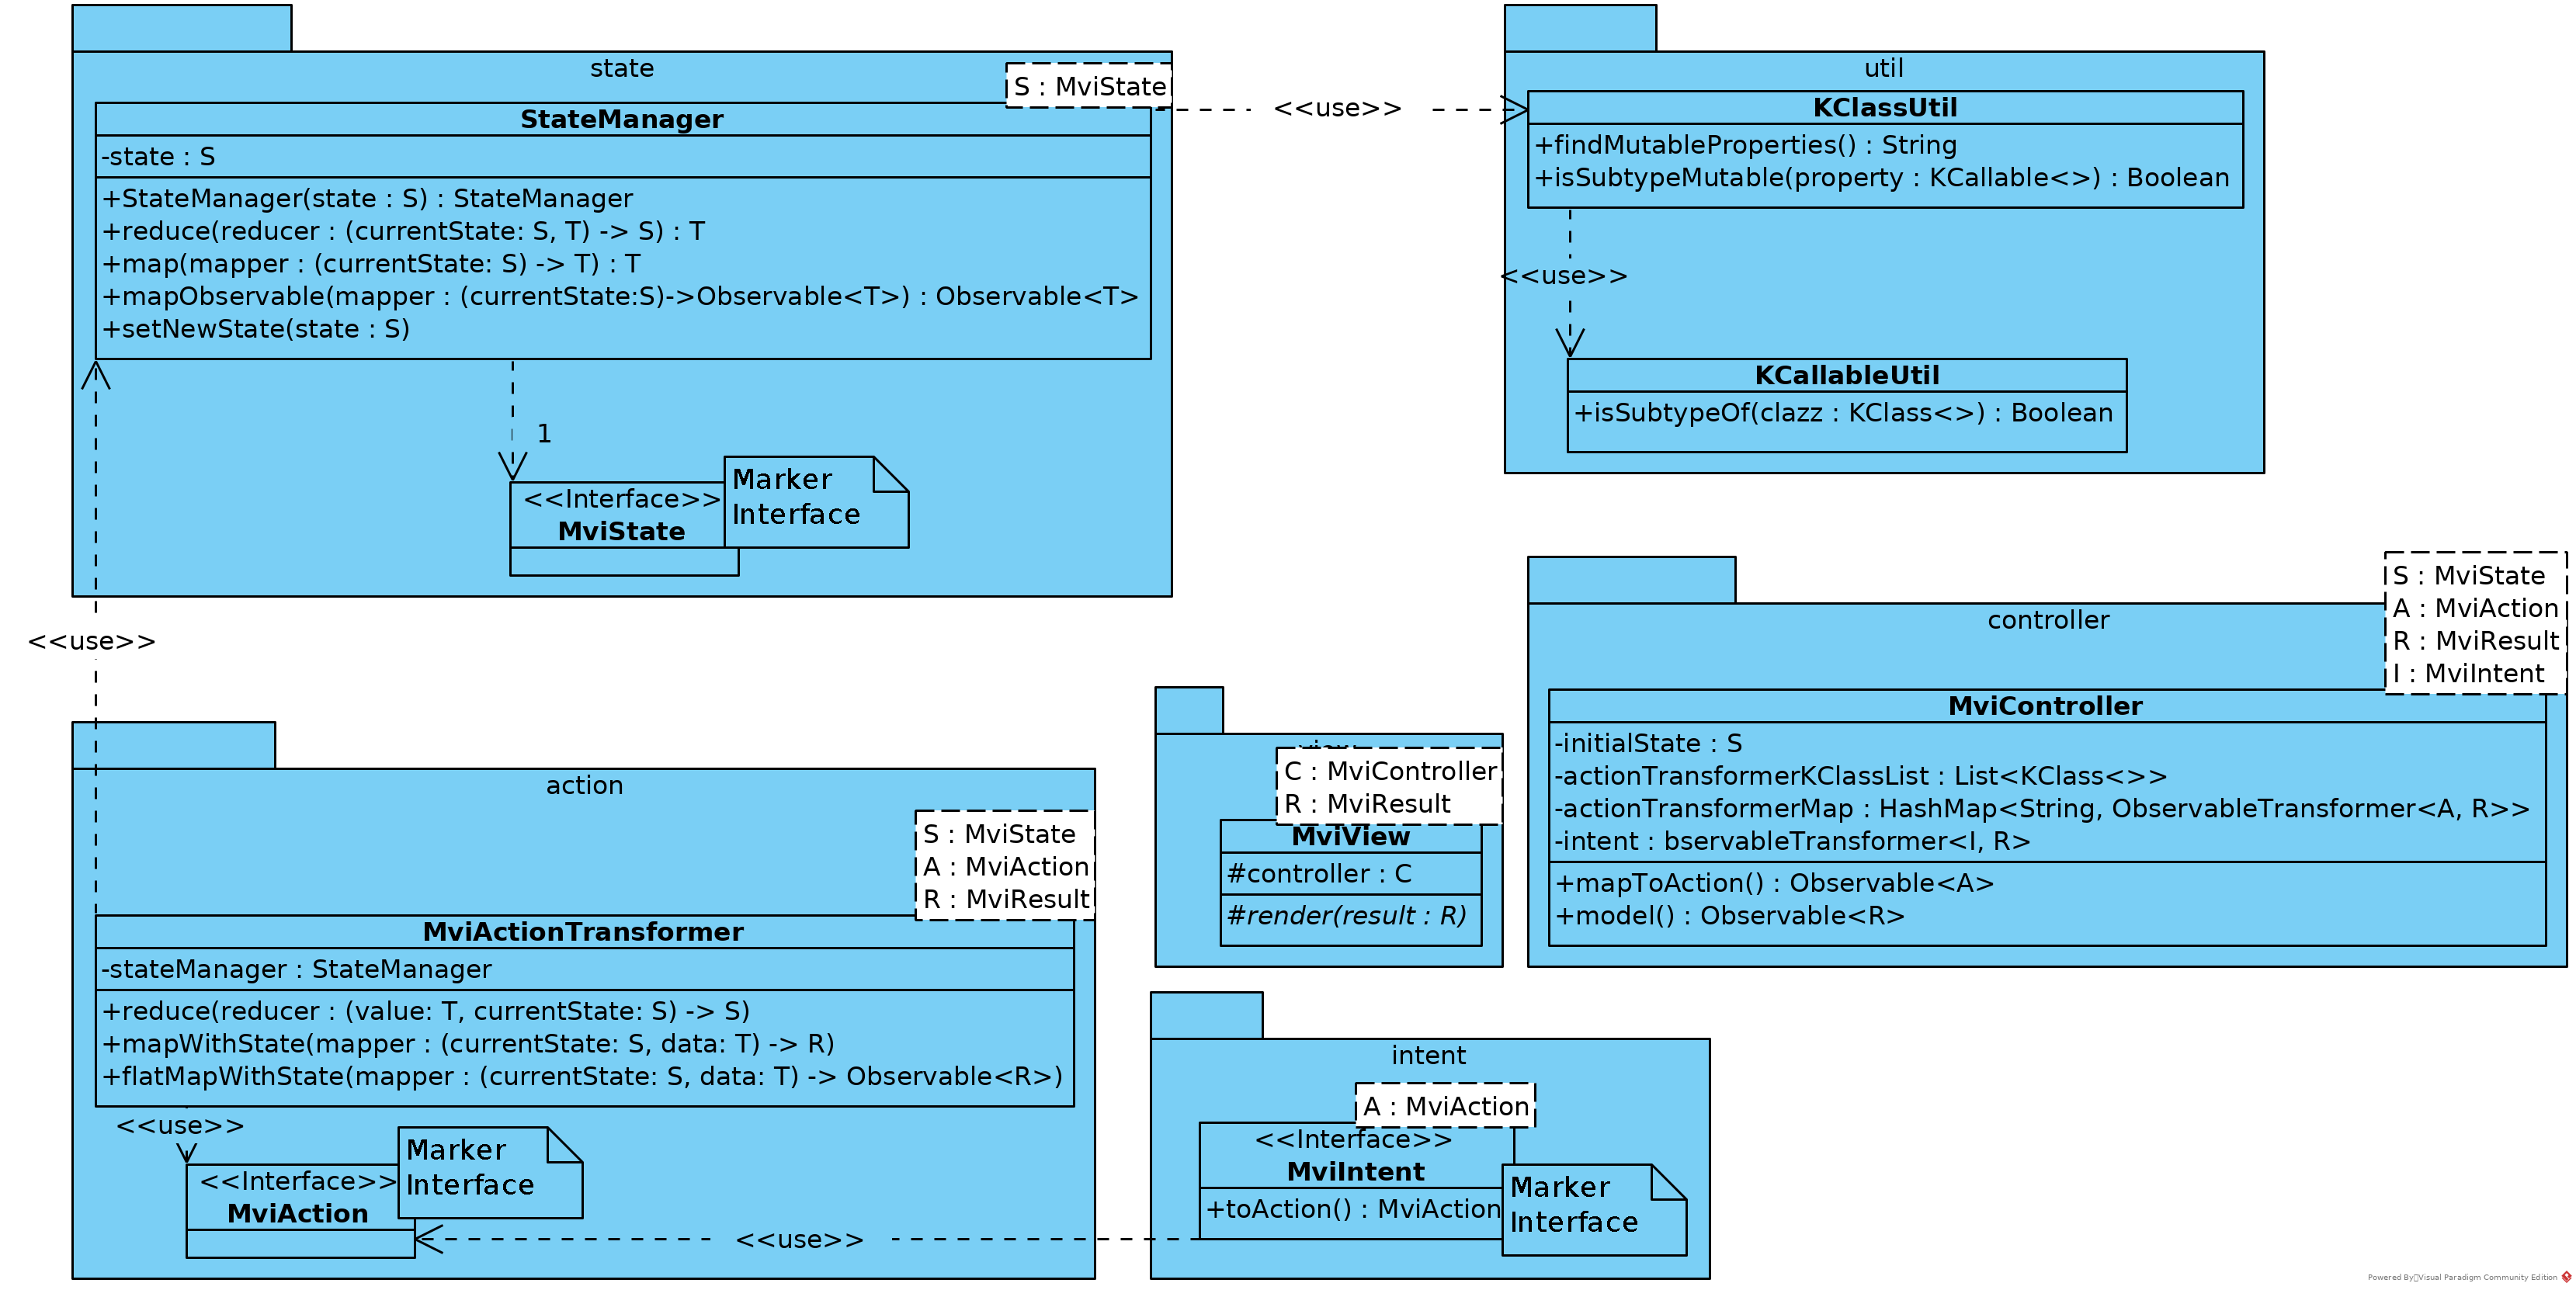 state
S : MviState
StateManager
-state : S
+StateManager(state : S) : StateManager
+reduce(reducer : (currentState: S, T) -> S) : T
+map(mapper : (currentState: S) -> T) : T
+mapObservable(mapper : (currentState:S)->Observable<T>) : Observable<T>
+setNewState(state : S)
1
<<Interface>>
MviState
Marker
Interface
<<use>>
util
KClassUtil
+findMutableProperties() : String
+isSubtypeMutable(property : KCallable<>) : Boolean
<<use>>
KCallableUtil
+isSubtypeOf(clazz : KClass<>) : Boolean
<<use>>
controller
S : MviState
A : MviAction
R : MviResult
I : MviIntent
MviController
-initialState : S
-actionTransformerKClassList : List<KClass<>>
-actionTransformerMap : HashMap<String, ObservableTransformer<A, R>>
-intent : bservableTransformer<I, R>
+mapToAction() : Observable<A>
+model() : Observable<R>
C : MviController
R : MviResult
MviView
#controller : C
#render(result : R)
action
S : MviState
A : MviAction
R : MviResult
MviActionTransformer
-stateManager : StateManager
+reduce(reducer : (value: T, currentState: S) -> S)
+mapWithState(mapper : (currentState: S, data: T) -> R)
+flatMapWithState(mapper : (currentState: S, data: T) -> Observable<R>)
<<use>>
<<Interface>>
MviAction
Marker
Interface
<<use>>
intent
A : MviAction
<<Interface>>
MviIntent
+toAction() : MviAction
Marker
Interface
Powered By Visual Paradigm Community Edition